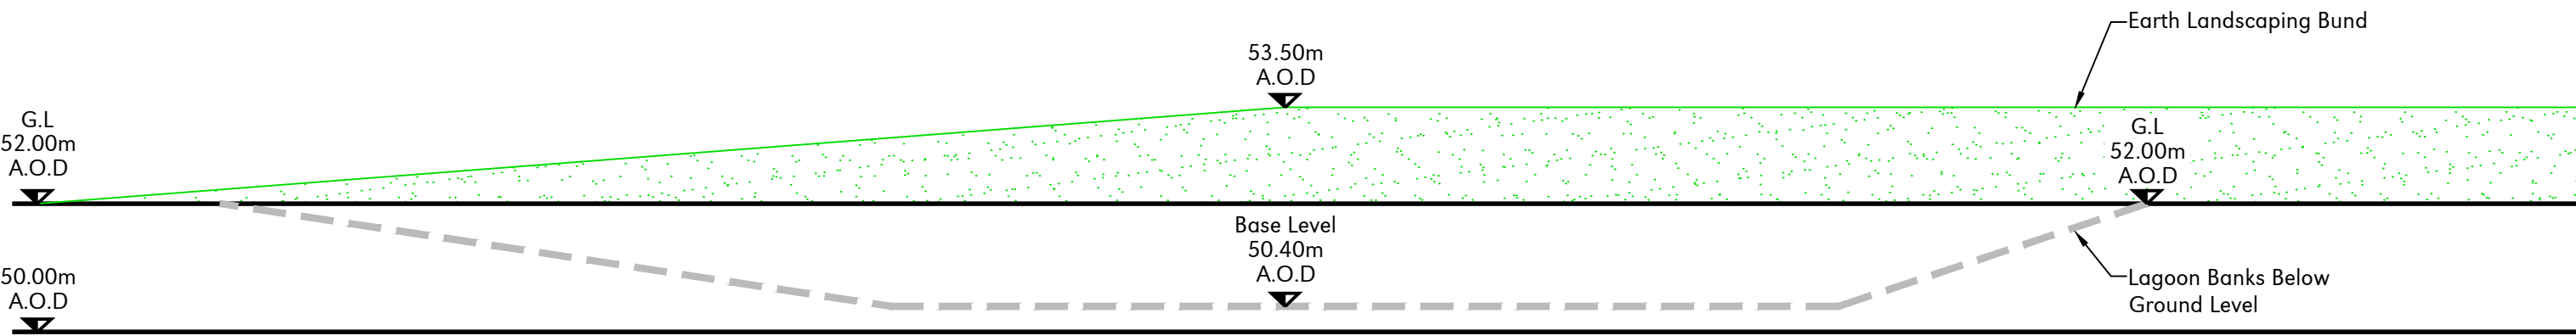 Earth Landscaping Bund
53.50m
A.O.D
G.L
52.00m
A.O.D
G.L
52.00m
A.O.D
Base Level
50.40m
A.O.D
50.00m
A.O.D
Lagoon Banks Below
Ground Level